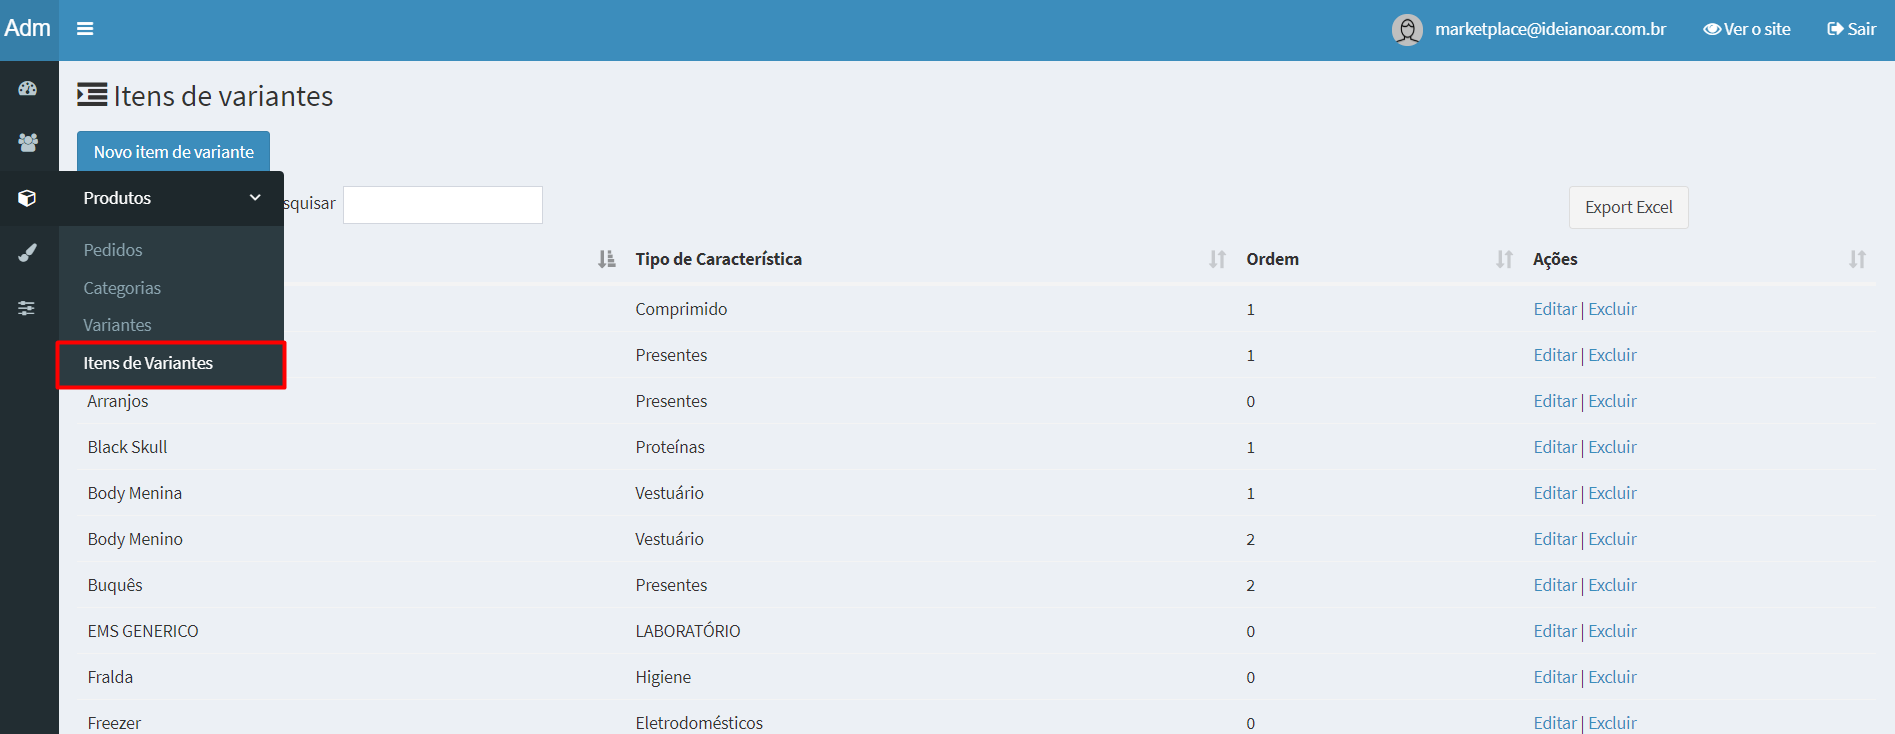 Adm
marketplace@ideianoar.com.br Ver o site Sair
Itens de variantes
Novo item de variante
Produtos
squisar
Export Excel
Pedidos
Categorias
Variantes
Itens de Variantes
Tipo de Característica Ordem Ações
Comprimido 1 Editar | Excluir
Presentes 1 Editar | Excluir
Arranjos Presentes 0 Editar | Excluir
Black Skull Proteínas 1 Editar | Excluir
Body Menina Vestuário 1 Editar | Excluir
Body Menino Vestuário 2 Editar | Excluir
Buquês Presentes 2 Editar | Excluir
EMS GENERICO LABORATÓRIO 0 Editar | Excluir
Fralda Higiene 0 Editar | Excluir
Freezer Eletrodomésticos 0 Editar | Excluir